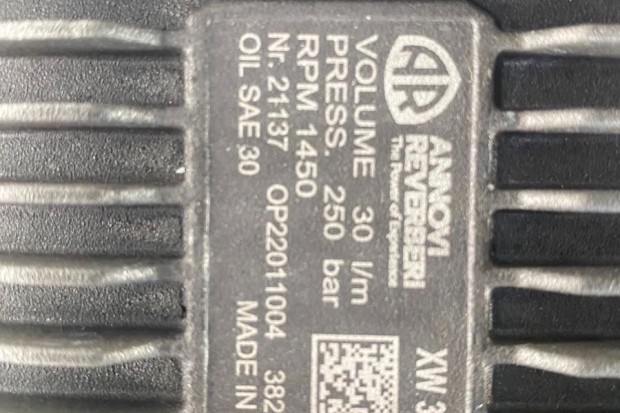 AR
ANNOVI
REVERBERI
The Power of Experience
XW 3
VOLUME 30 l/m
PRESS. 250 bar
RPM 1450
Nr. 21137 OP22011004 382
OIL SAE 30
MADE IN